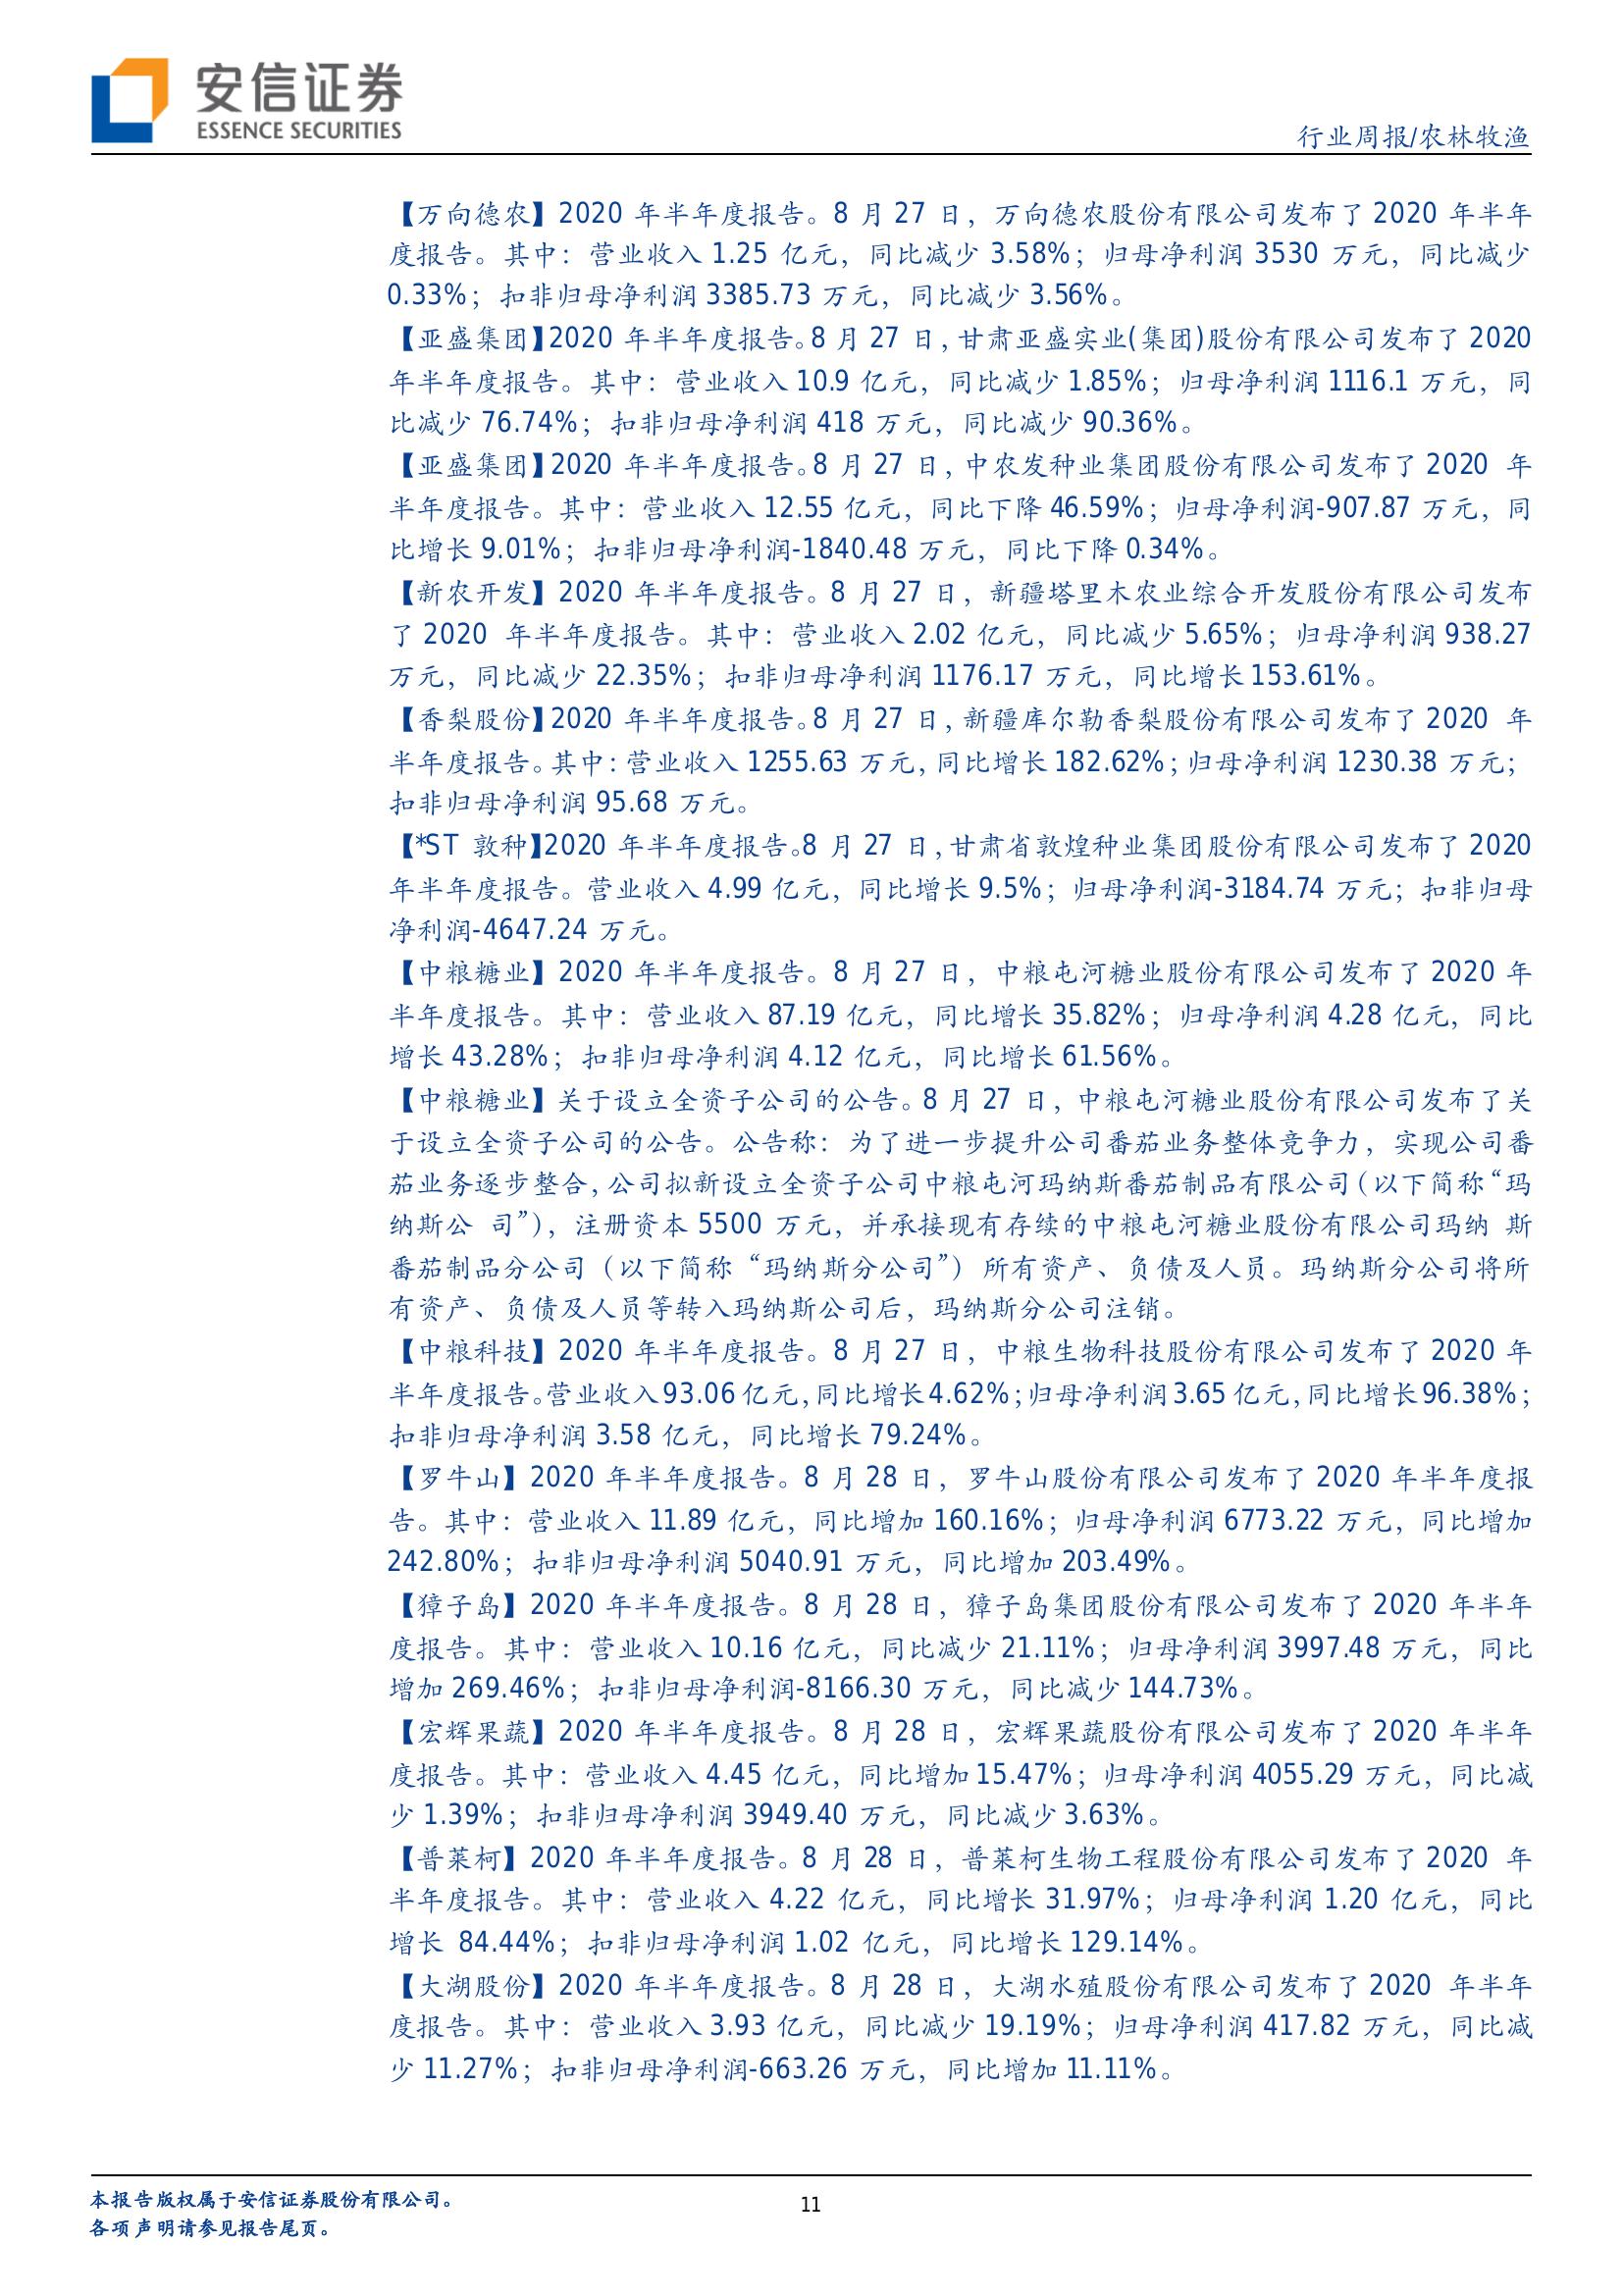 安信证券
ESSENCE SECURITIES
行业周报/农林牧渔
【万向德农】2020 年半年度报告。8 月 27 日，万向德农股份有限公司发布了 2020 年半年
度报告。其中：营业收入 1.25 亿元，同比减少 3.58%；归母净利润 3530 万元，同比减少
0.33%；扣非归母净利润 3385.73 万元，同比减少 3.56%。
【亚盛集团】2020 年半年度报告。8 月 27 日，甘肃亚盛实业(集团)股份有限公司发布了 2020
年半年度报告。其中：营业收入 10.9 亿元，同比减少 1.85%；归母净利润 1116.1 万元，同
比减少 76.74%；扣非归母净利润 418 万元，同比减少 90.36%。
【亚盛集团】2020 年半年度报告。8 月 27 日，中农发种业集团股份有限公司发布了 2020 年
半年度报告。其中：营业收入 12.55 亿元，同比下降 46.59%；归母净利润-907.87 万元，同
比增长 9.01%；扣非归母净利润-1840.48 万元，同比下降 0.34%。
【新农开发】2020 年半年度报告。8 月 27 日，新疆塔里木农业综合开发股份有限公司发布
了 2020 年半年度报告。其中：营业收入 2.02 亿元，同比减少 5.65%；归母净利润 938.27
万元，同比减少 22.35%；扣非归母净利润 1176.17 万元，同比增长 153.61%。
【香梨股份】2020 年半年度报告。8 月 27 日，新疆库尔勒香梨股份有限公司发布了 2020 年
半年度报告。其中：营业收入 1255.63 万元，同比增长 182.62%；归母净利润 1230.38 万元；
扣非归母净利润 95.68 万元。
【*ST 敦种】2020 年半年度报告。8 月 27 日，甘肃省敦煌种业集团股份有限公司发布了 2020
年半年度报告。营业收入 4.99 亿元，同比增长 9.5%；归母净利润-3184.74 万元；扣非归母
净利润-4647.24 万元。
【中粮糖业】2020 年半年度报告。8 月 27 日，中粮屯河糖业股份有限公司发布了 2020 年
半年度报告。其中：营业收入 87.19 亿元，同比增长 35.82%；归母净利润 4.28 亿元，同比
增长 43.28%；扣非归母净利润 4.12 亿元，同比增长 61.56%。
【中粮糖业】关于设立全资子公司的公告。8 月 27 日，中粮屯河糖业股份有限公司发布了关
于设立全资子公司的公告。公告称：为了进一步提升公司番茄业务整体竞争力，实现公司番
茄业务逐步整合，公司拟新设立全资子公司中粮屯河玛纳斯番茄制品有限公司（以下简称“玛
纳斯公 司”），注册资本 5500 万元，并承接现有存续的中粮屯河糖业股份有限公司玛纳 斯
番茄制品分公司（以下简称“玛纳斯分公司”）所有资产、负债及人员。玛纳斯分公司将所
有资产、负债及人员等转入玛纳斯公司后，玛纳斯分公司注销。
【中粮科技】2020 年半年度报告。8 月 27 日，中粮生物科技股份有限公司发布了 2020 年
半年度报告。营业收入 93.06 亿元，同比增长 4.62%；归母净利润 3.65 亿元，同比增长 96.38%；
扣非归母净利润 3.58 亿元，同比增长 79.24%。
【罗牛山】2020 年半年度报告。8 月 28 日，罗牛山股份有限公司发布了 2020 年半年度报
告。其中：营业收入 11.89 亿元，同比增加 160.16%；归母净利润 6773.22 万元，同比增加
242.80%；扣非归母净利润 5040.91 万元，同比增加 203.49%。
【獐子岛】2020 年半年度报告。8 月 28 日，獐子岛集团股份有限公司发布了 2020 年半年
度报告。其中：营业收入 10.16 亿元，同比减少 21.11%；归母净利润 3997.48 万元，同比
增加 269.46%；扣非归母净利润-8166.30 万元，同比减少 144.73%。
【宏辉果蔬】2020 年半年度报告。8 月 28 日，宏辉果蔬股份有限公司发布了 2020 年半年
度报告。其中：营业收入 4.45 亿元，同比增加 15.47%；归母净利润 4055.29 万元，同比减
少 1.39%；扣非归母净利润 3949.40 万元，同比减少 3.63%。
【普莱柯】2020 年半年度报告。8 月 28 日，普莱柯生物工程股份有限公司发布了 2020 年
半年度报告。其中：营业收入 4.22 亿元，同比增长 31.97%；归母净利润 1.20 亿元，同比
增长 84.44%；扣非归母净利润 1.02 亿元，同比增长 129.14%。
【大湖股份】2020 年半年度报告。8 月 28 日，大湖水殖股份有限公司发布了 2020 年半年
度报告。其中：营业收入 3.93 亿元，同比减少 19.19%；归母净利润 417.82 万元，同比减
少 11.27%；扣非归母净利润-663.26 万元，同比增加 11.11%。
本报告版权属于安信证券股份有限公司。
各项声明请参见报告尾页。
11